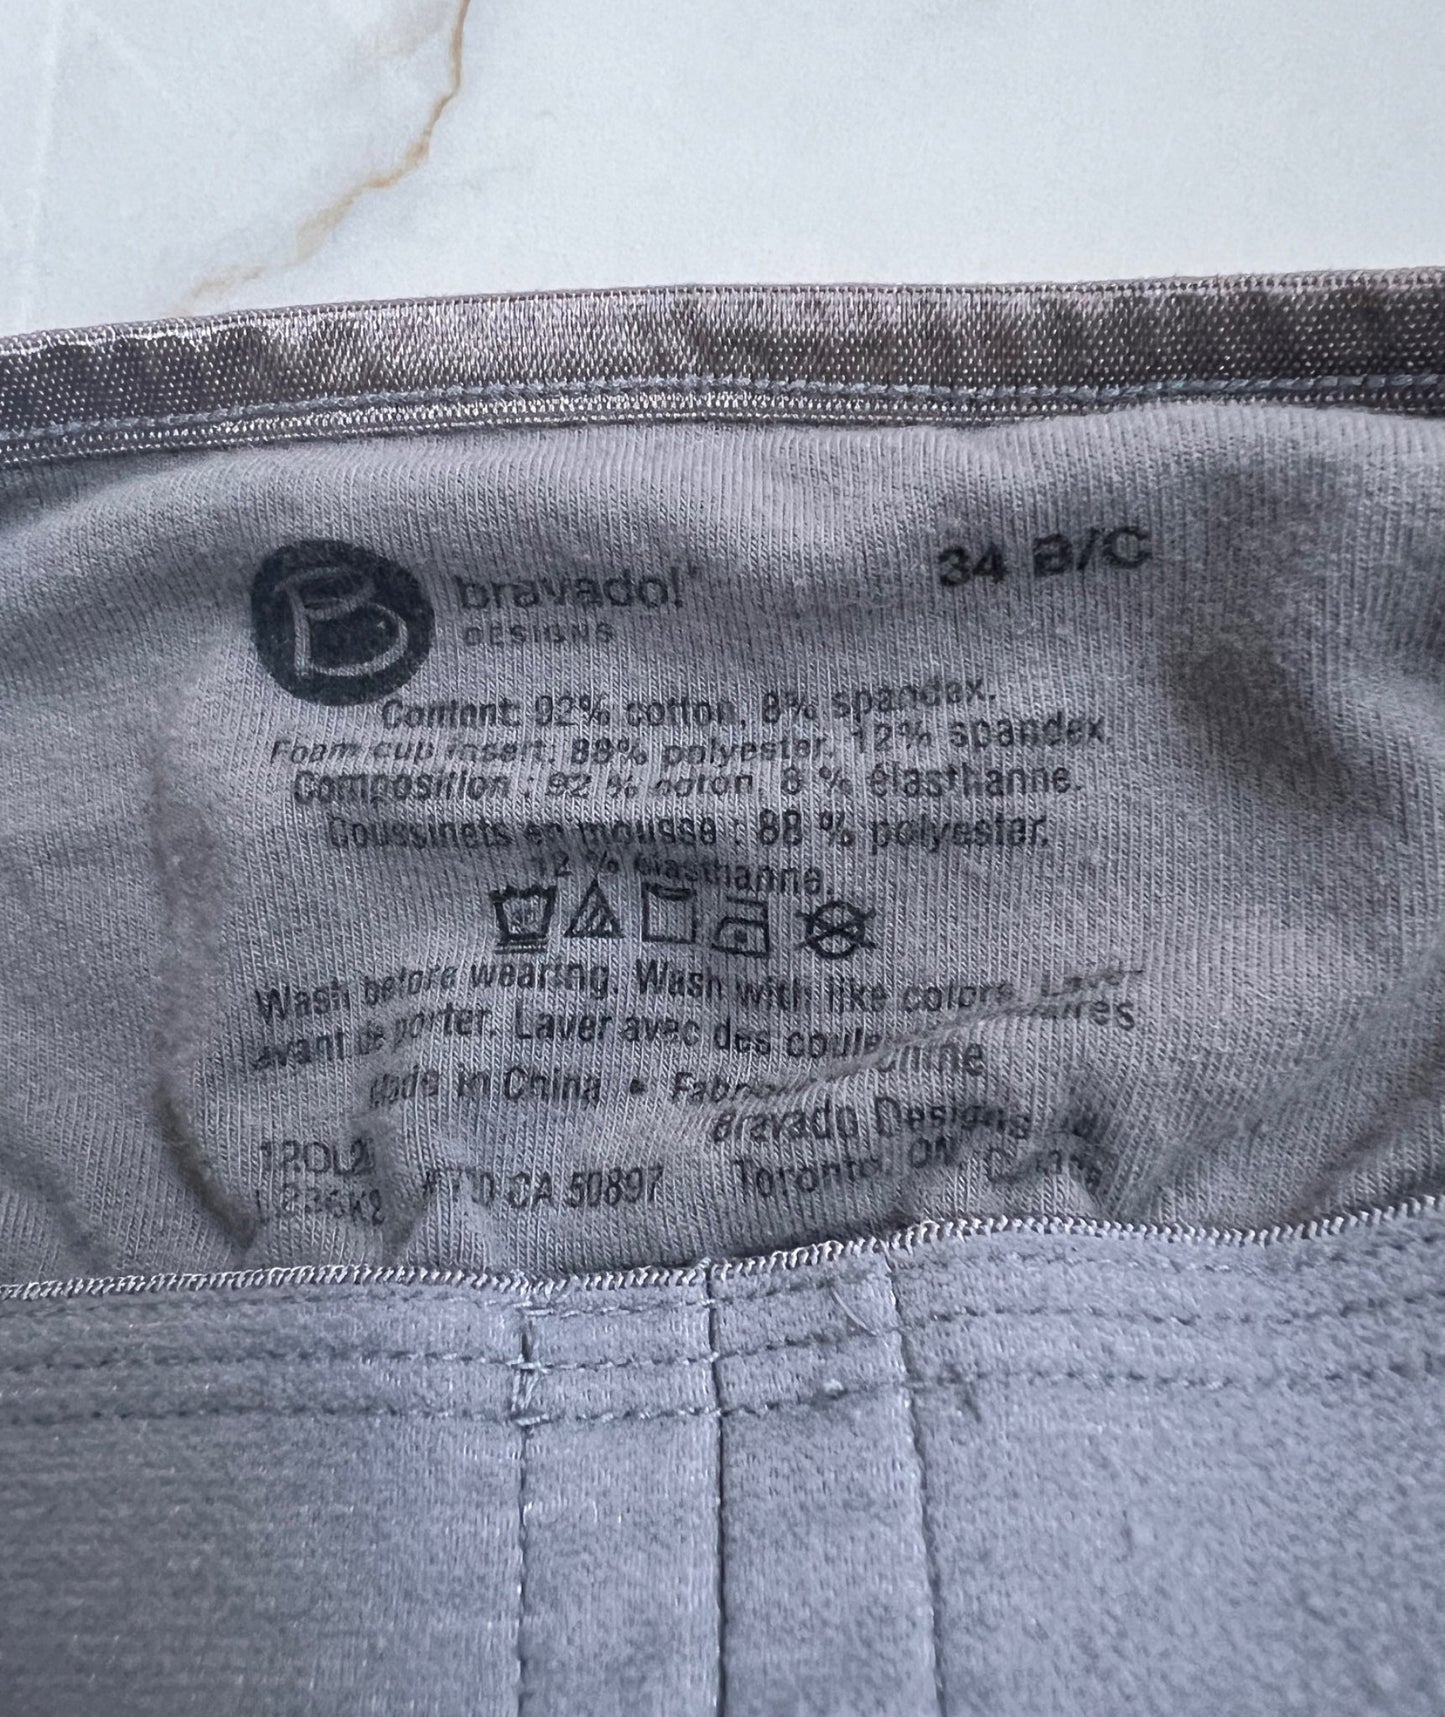 B bravado!
DESIGNS
34 B/C
Content: 92% cotton, 8% spandex.
Foam cup insert: 88% polyester, 12% spandex.
Composition : 92 % coton, 8 % élasthanne.
Coussinets en mousse : 88 % polyester,
12 % élasthanne.
Wash before wearing. Wash with like colors. Laver
avant de porter. Laver avec des
Made in China •
Bravado Designs
CA 50897 Toronto, ON, Canada